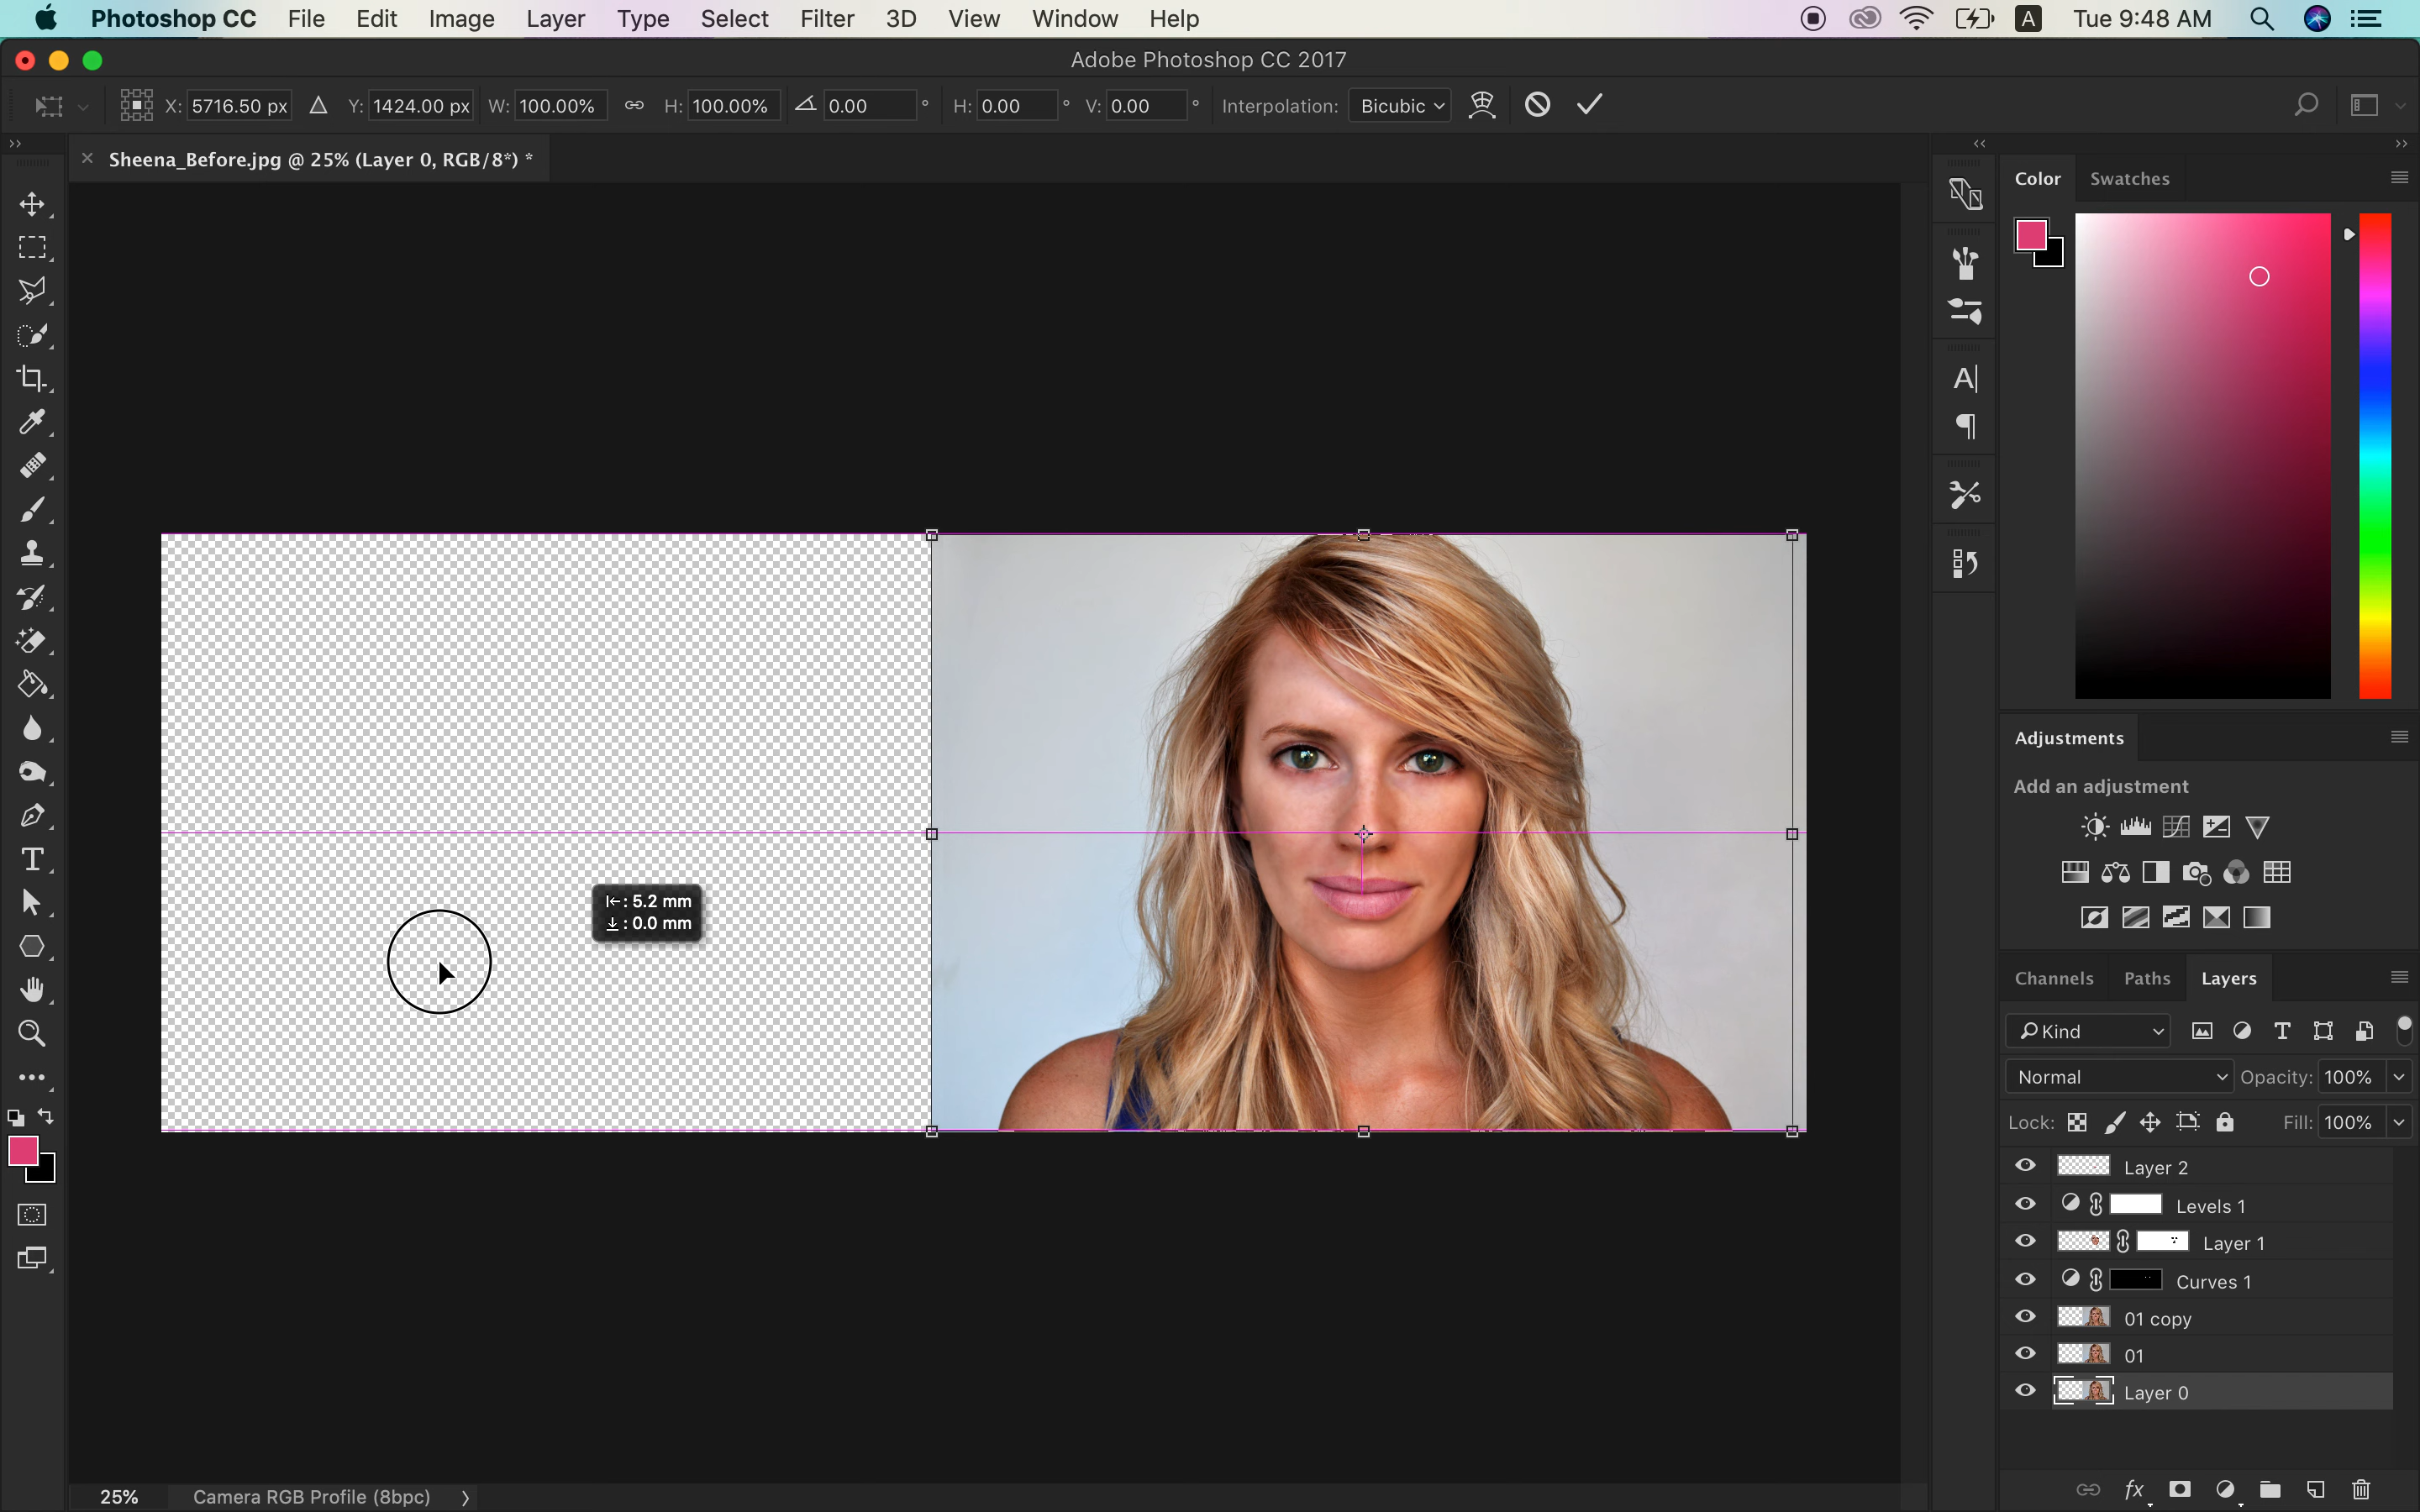 Photoshop CC File Edit Image Layer Type Select Filter 3D View Window Help A Tue 9:48 AM
Adobe Photoshop CC 2017
X: 5716.50 px Y: 1424.00 px W: 100.00% H: 100.00% 0.00 ° H: 0.00 ° V: 0.00 ° Interpolation: Bicubic
Sheena_Before.jpg @ 25% (Layer 0, RGB/8*) *
Color Swatches
: 5.2 mm
: 0.0 mm
Adjustments
Add an adjustment
Channels Paths Layers
Kind
Normal Opacity: 100%
Lock: Fill: 100%
Layer 2
Levels 1
Layer 1
Curves 1
01 copy
01
Layer 0
fx
25% Camera RGB Profile (8bpc)